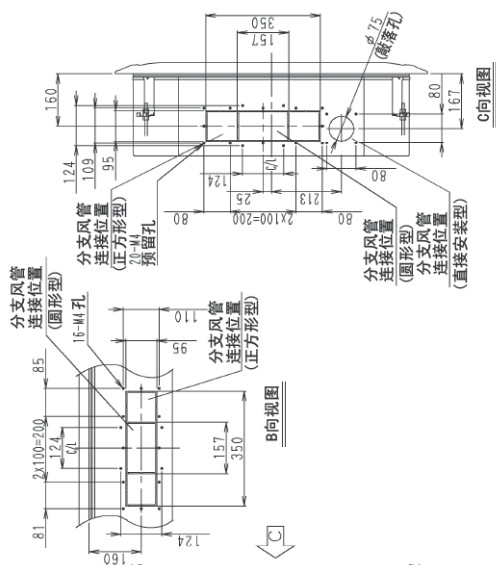 350
157
φ75
(敲落孔)
160
124
109
95
80
167
C向视图
C/L
124
213
25
80
2X100=200
80
80
分支风管
连接位置
(正方形型)
20-M4
预留孔
分支风管
连接位置
(圆形型)
分支风管
连接位置
(直接安装型)
分支风管
连接位置
(圆形型)
16-M4孔
110
95
分支风管
连接位置
(正方形型)
85
2X100=200
124
C/L
81
157
350
B向视图
124
160
C